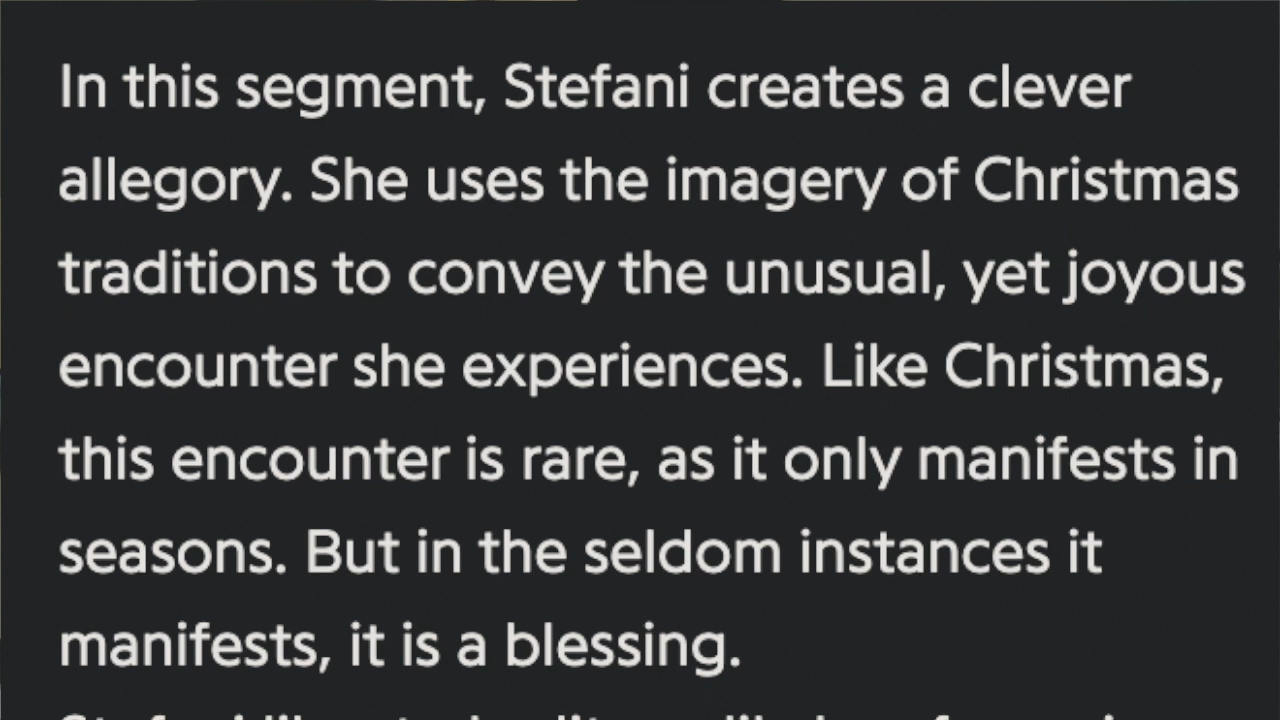 In this segment, Stefani creates a clever
allegory. She uses the imagery of Christmas
traditions to convey the unusual, yet joyous
encounter she experiences. Like Christmas,
this encounter is rare, as it only manifests in
seasons. But in the seldom instances it
manifests, it is a blessing.